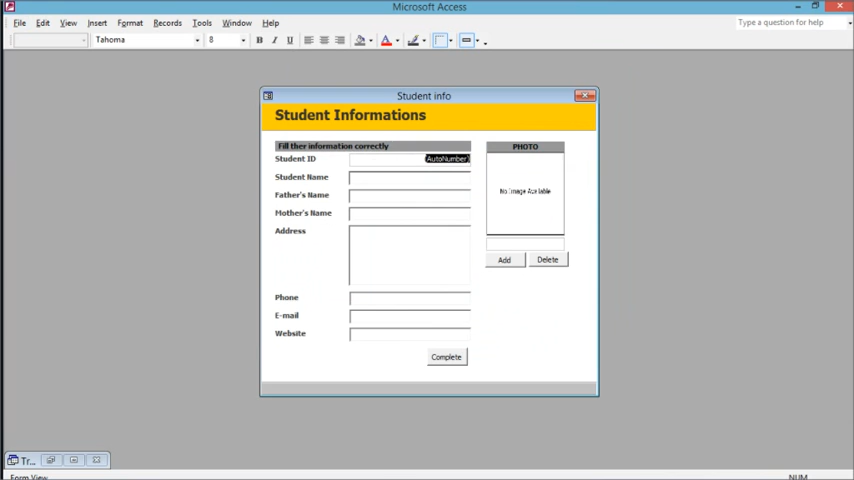 Microsoft Access
File Edit View Insert Format Records Tools Window Help
Type a question for help
Tahoma 8 B I U A
Student info
Student Informations
Fill ther information correctly
PHOTO
Student ID (AutoNumber)
Student Name
No Image Available
Father's Name
Mother's Name
Address
Add Delete
Phone
E-mail
Website
Complete
Tr...
Form View NUM